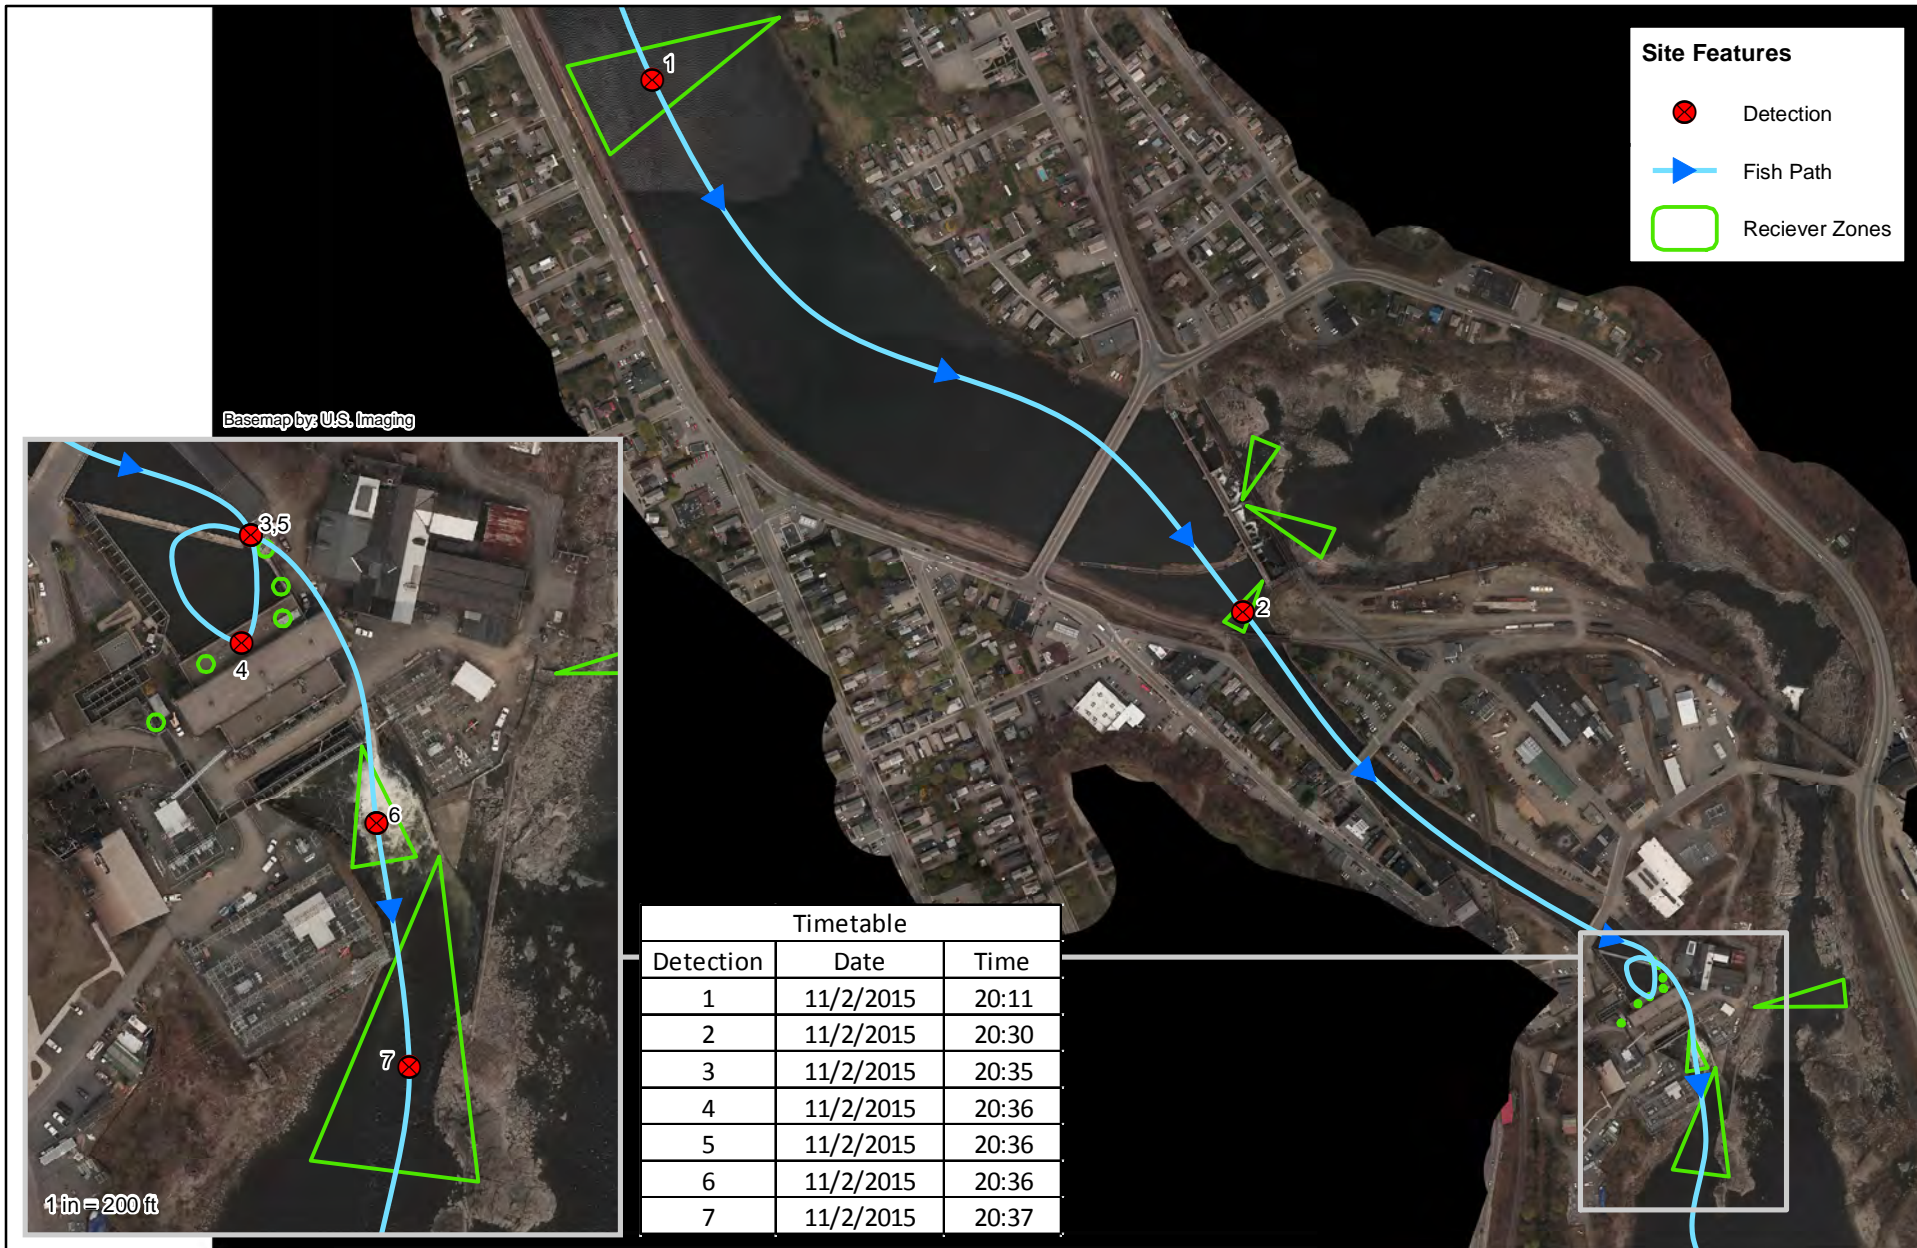 Site Features
Detection
Fish Path
Reciever Zones
1
2
Basemap by: U.S. Imaging
3,5
4
6
7
1 in = 200 ft
Timetable
Detection Date Time
1 11/2/2015 20:11
2 11/2/2015 20:30
3 11/2/2015 20:35
4 11/2/2015 20:36
5 11/2/2015 20:36
6 11/2/2015 20:36
7 11/2/2015 20:37